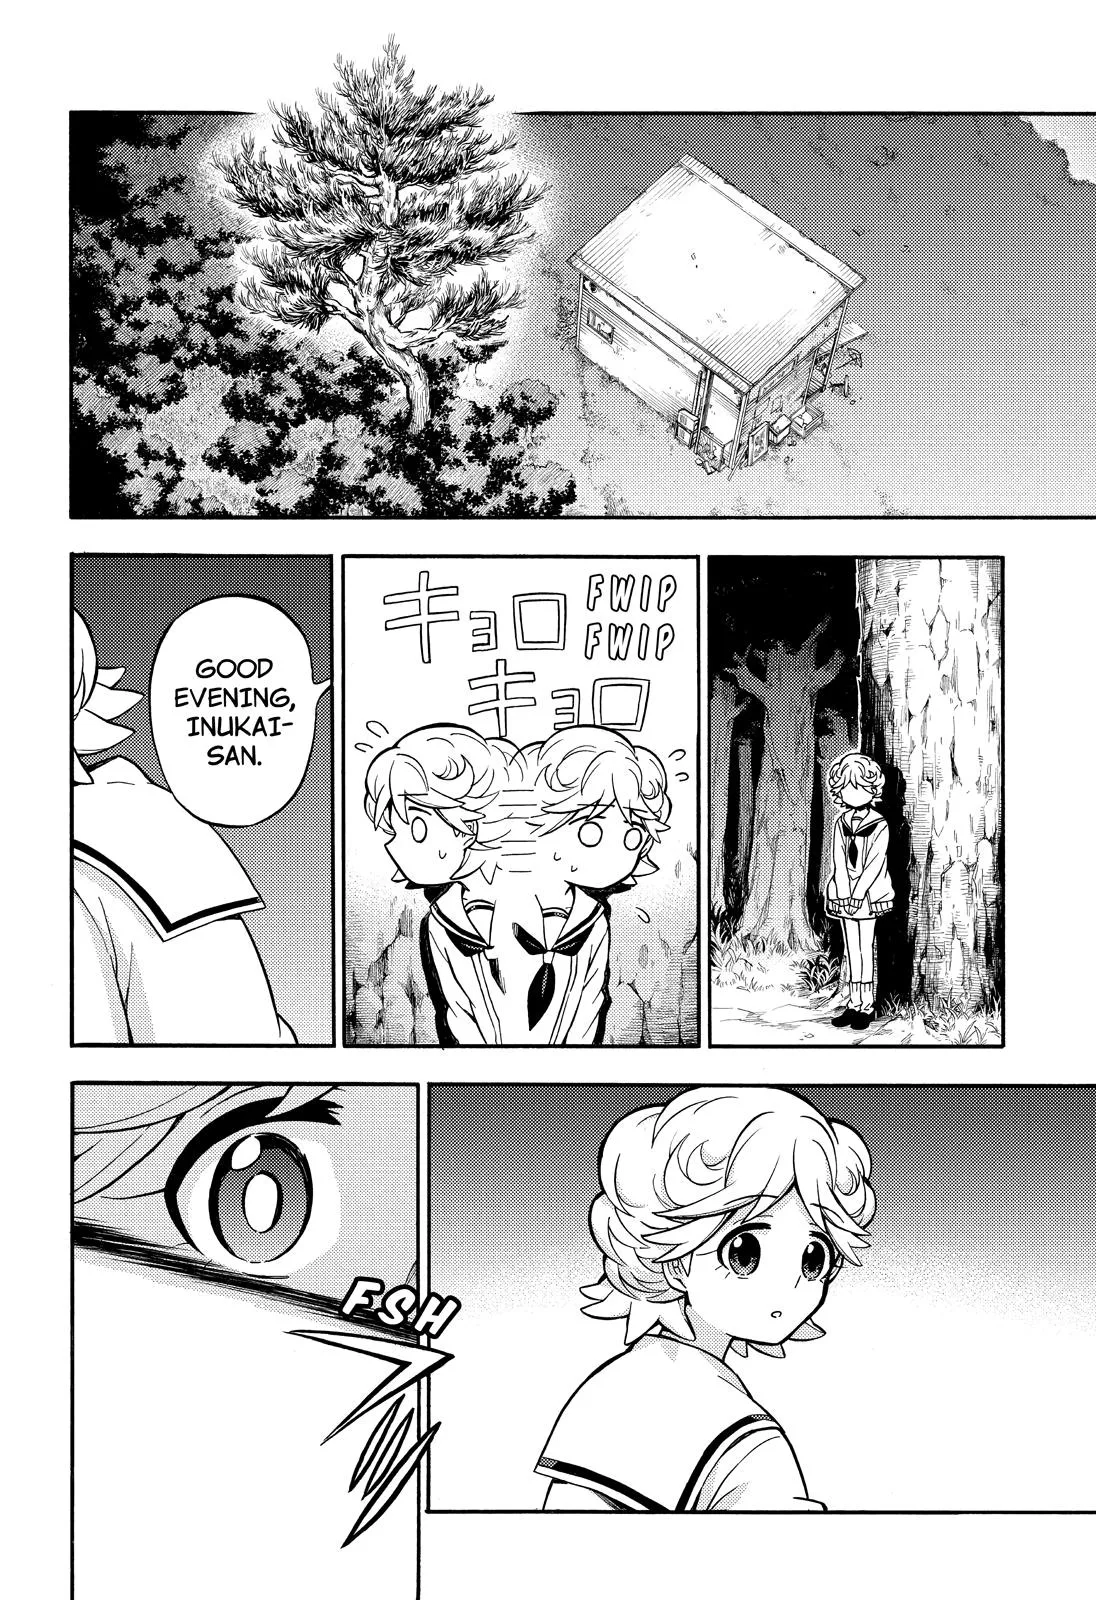 FWIP
FWIP
キョロ
キョロ
GOOD
EVENING,
INUKAI-
SAN.
FSH